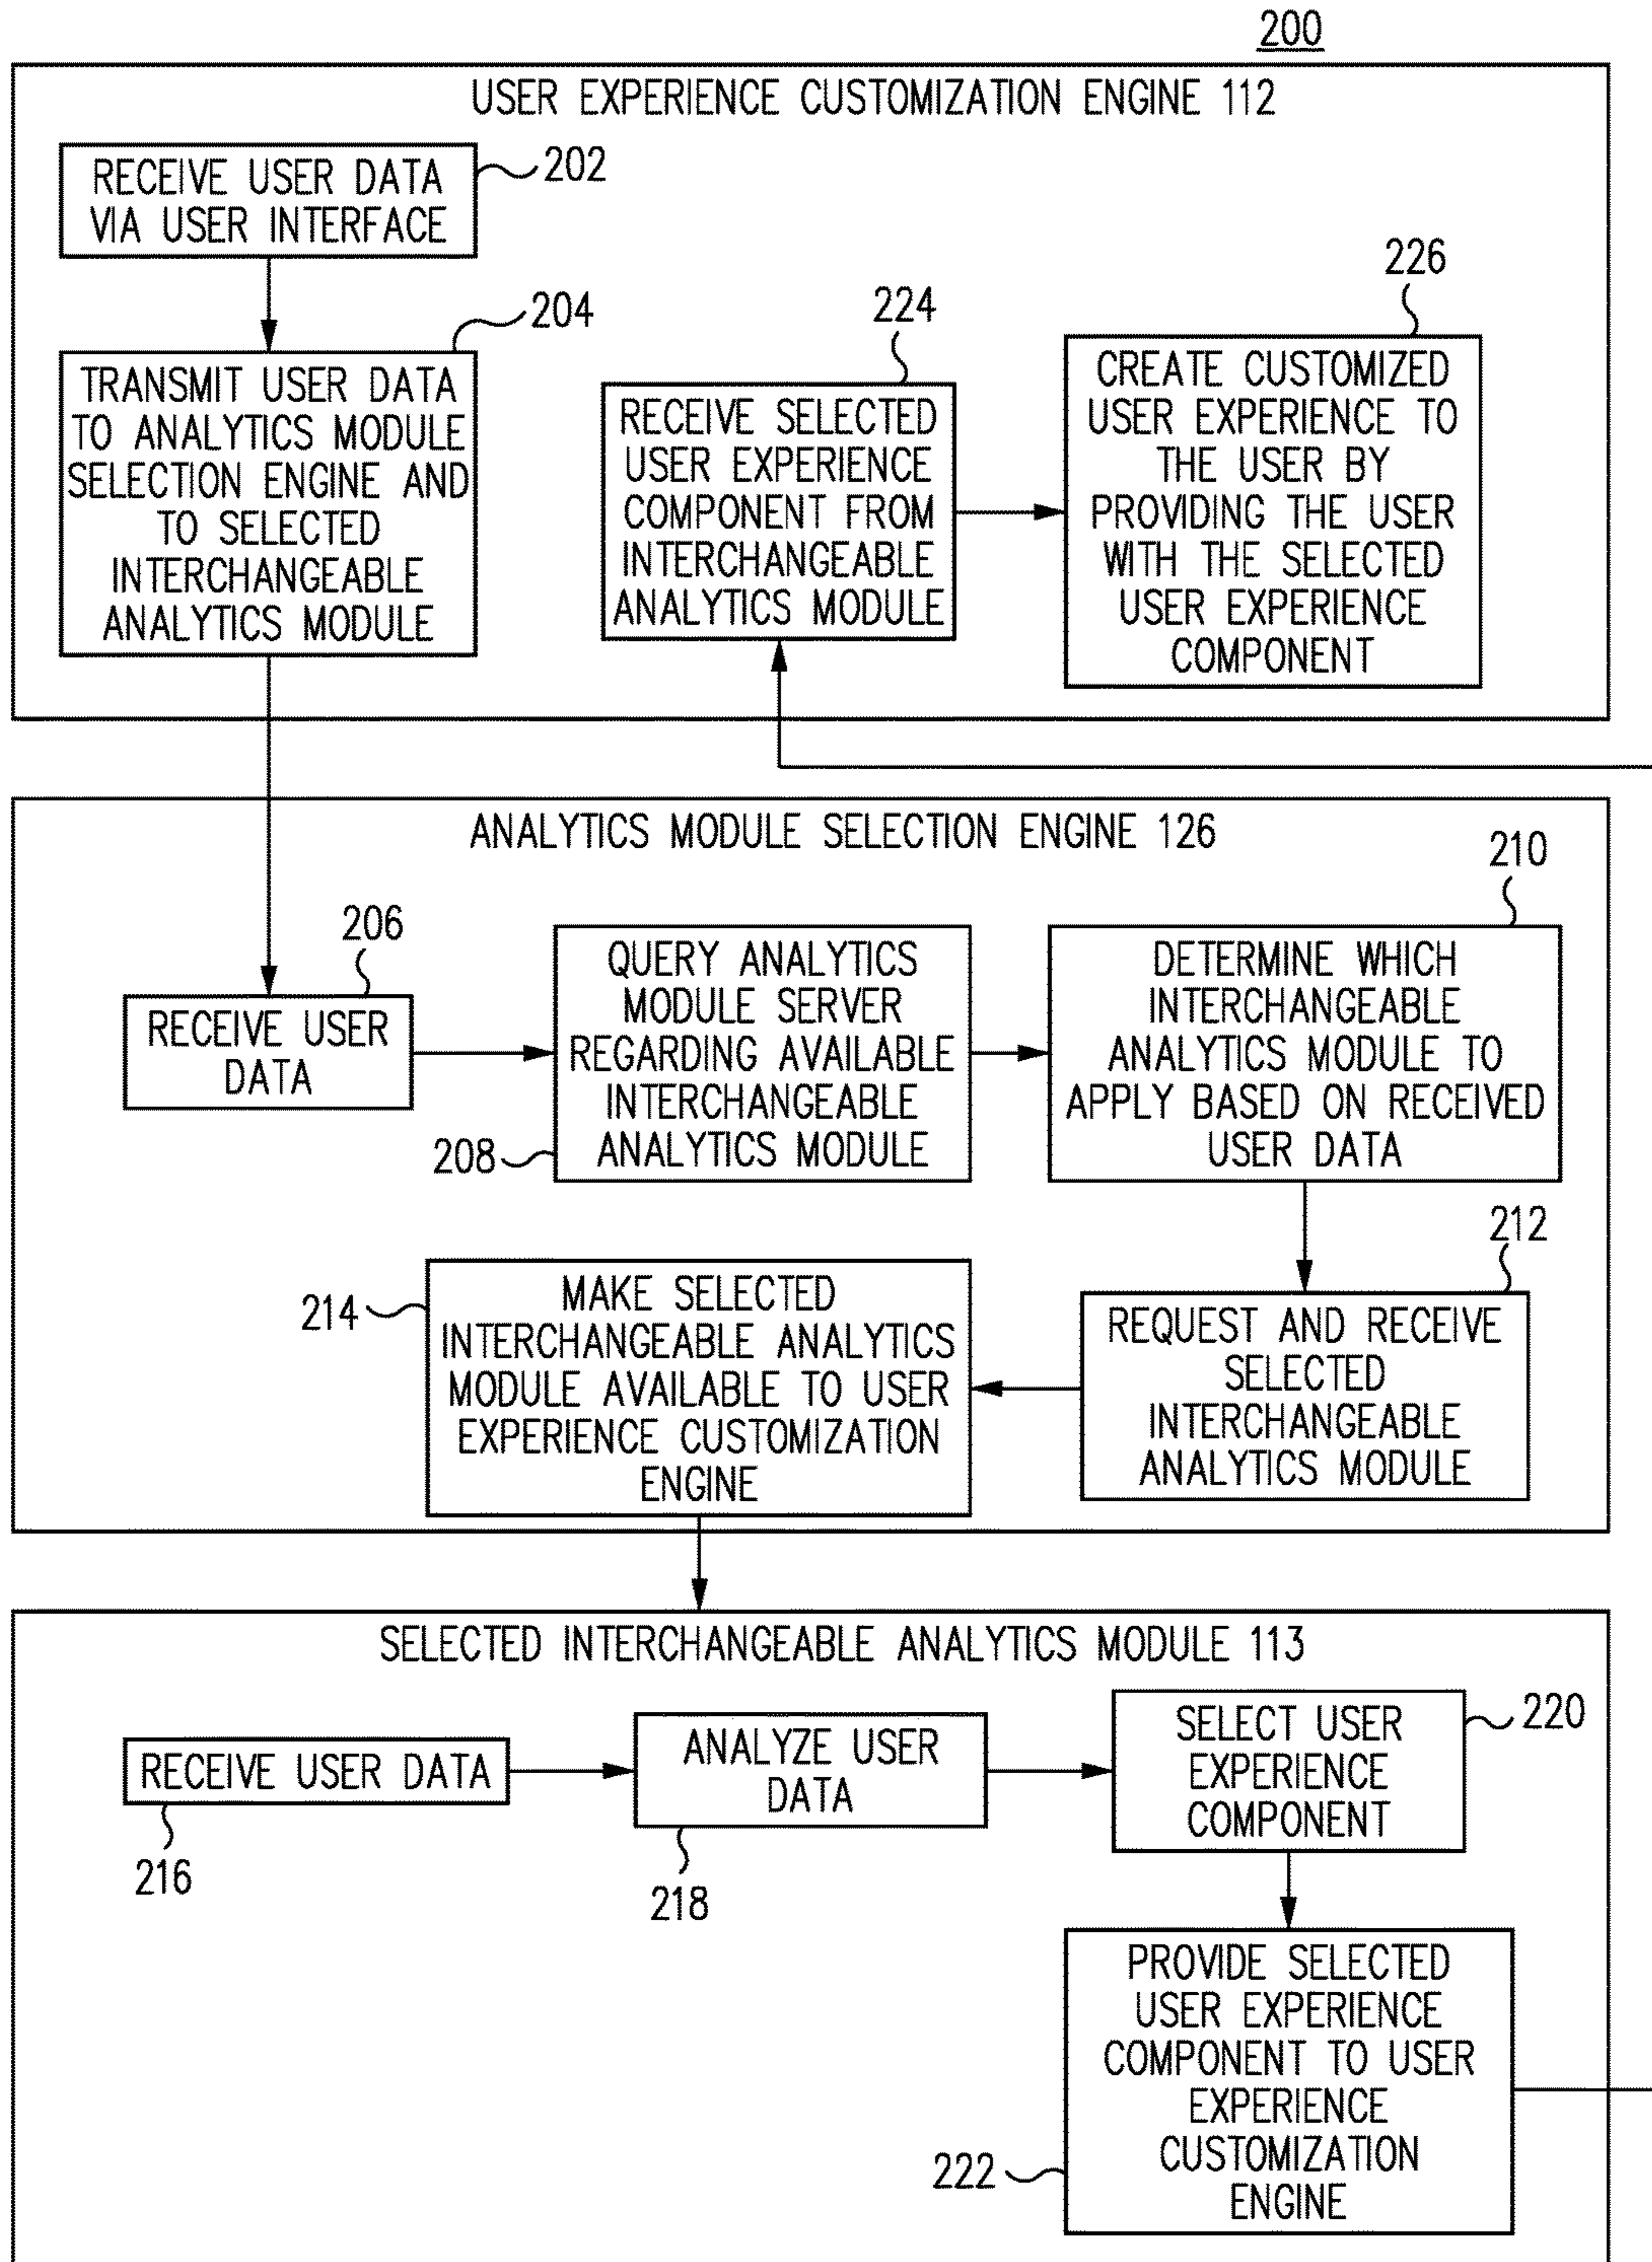 200
USER EXPERIENCE CUSTOMIZATION ENGINE 112
RECEIVE USER DATA
VIA USER INTERFACE
202
TRANSMIT USER DATA
TO ANALYTICS MODULE
SELECTION ENGINE AND
TO SELECTED
INTERCHANGEABLE
ANALYTICS MODULE
204
RECEIVE SELECTED
USER EXPERIENCE
COMPONENT FROM
INTERCHANGEABLE
ANALYTICS MODULE
224
CREATE CUSTOMIZED
USER EXPERIENCE TO
THE USER BY
PROVIDING THE USER
WITH THE SELECTED
USER EXPERIENCE
COMPONENT
226
ANALYTICS MODULE SELECTION ENGINE 126
206
RECEIVE USER
DATA
QUERY ANALYTICS
MODULE SERVER
REGARDING AVAILABLE
INTERCHANGEABLE
ANALYTICS MODULE
208
210
DETERMINE WHICH
INTERCHANGEABLE
ANALYTICS MODULE TO
APPLY BASED ON RECEIVED
USER DATA
212
REQUEST AND RECEIVE
SELECTED
INTERCHANGEABLE
ANALYTICS MODULE
214
MAKE SELECTED
INTERCHANGEABLE ANALYTICS
MODULE AVAILABLE TO USER
EXPERIENCE CUSTOMIZATION
ENGINE
SELECTED INTERCHANGEABLE ANALYTICS MODULE 113
RECEIVE USER DATA
216
ANALYZE USER
DATA
218
SELECT USER
EXPERIENCE
COMPONENT
220
PROVIDE SELECTED
USER EXPERIENCE
COMPONENT TO USER
EXPERIENCE
CUSTOMIZATION
ENGINE
222